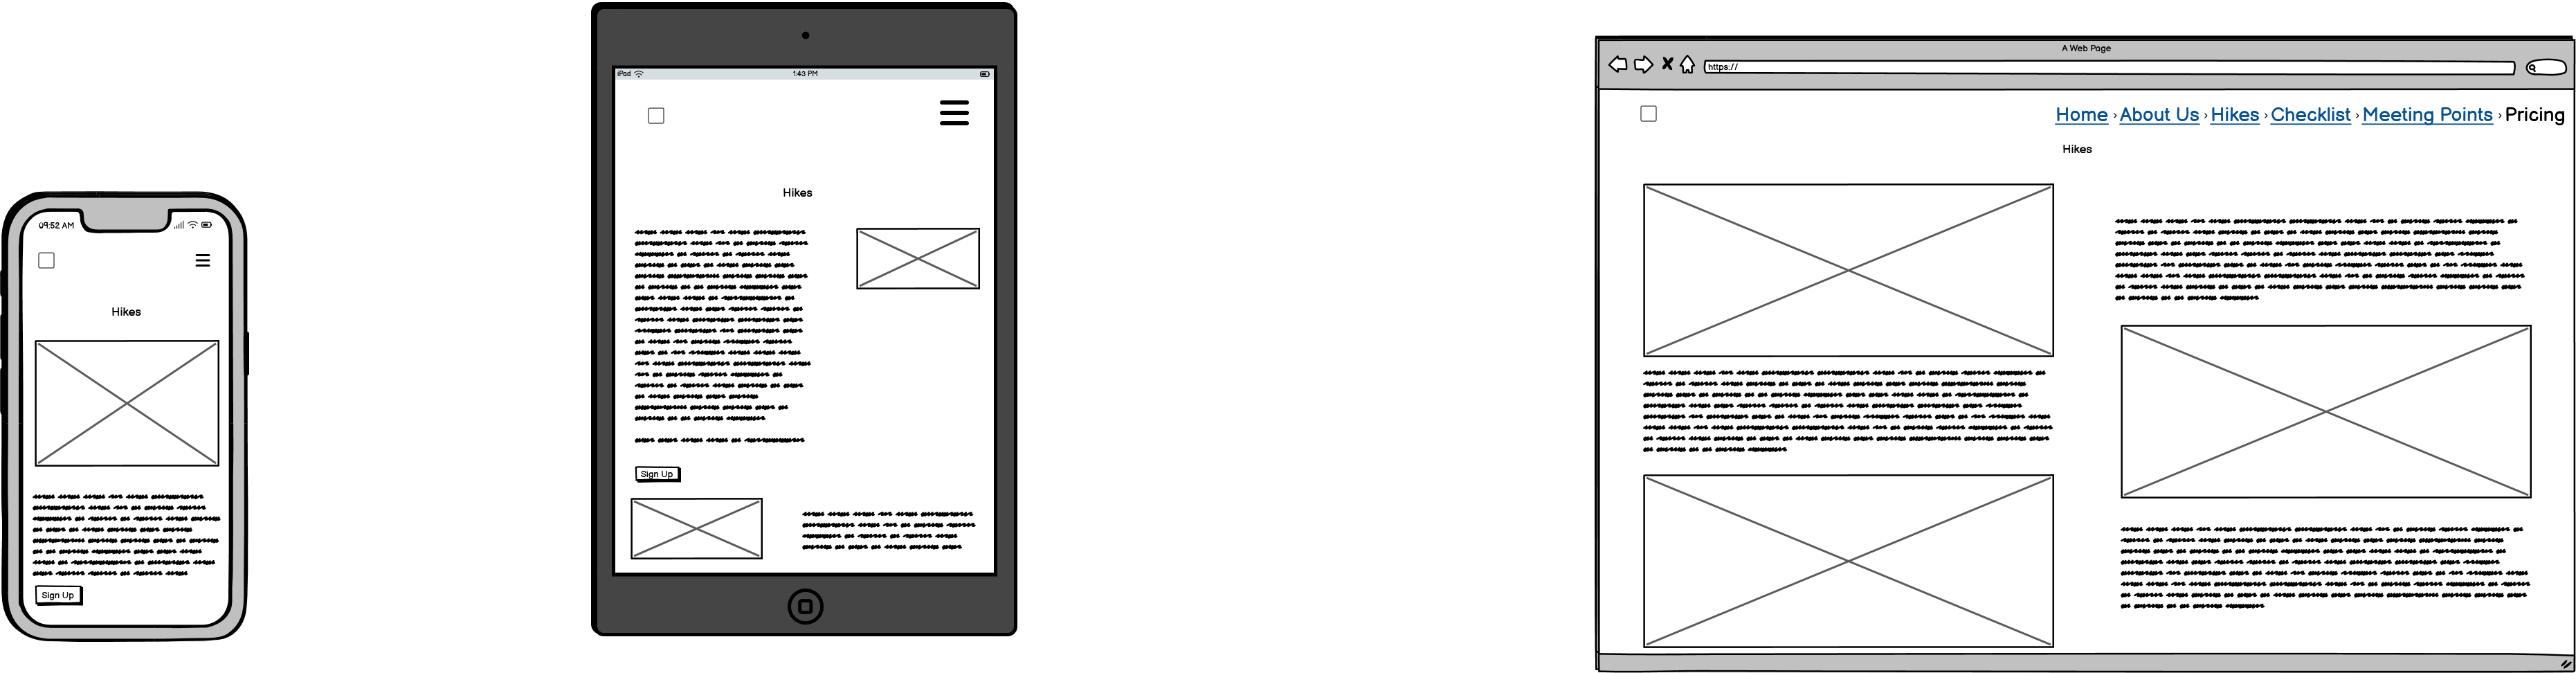 09:52 AM
Hikes
Sign Up
iPad
1:43 PM
Hikes
Sign Up
A Web Page
https://
Home › About Us › Hikes › Checklist › Meeting Points › Pricing
Hikes